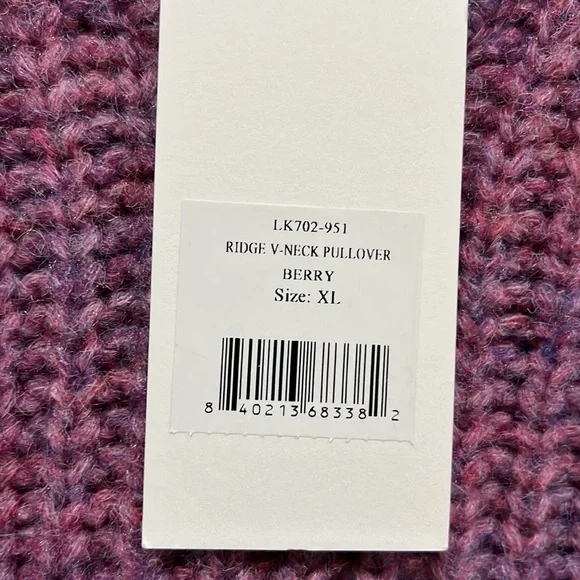 LK702-951
RIDGE V-NECK PULLOVER
BERRY
Size: XL
8 40213 68338 2